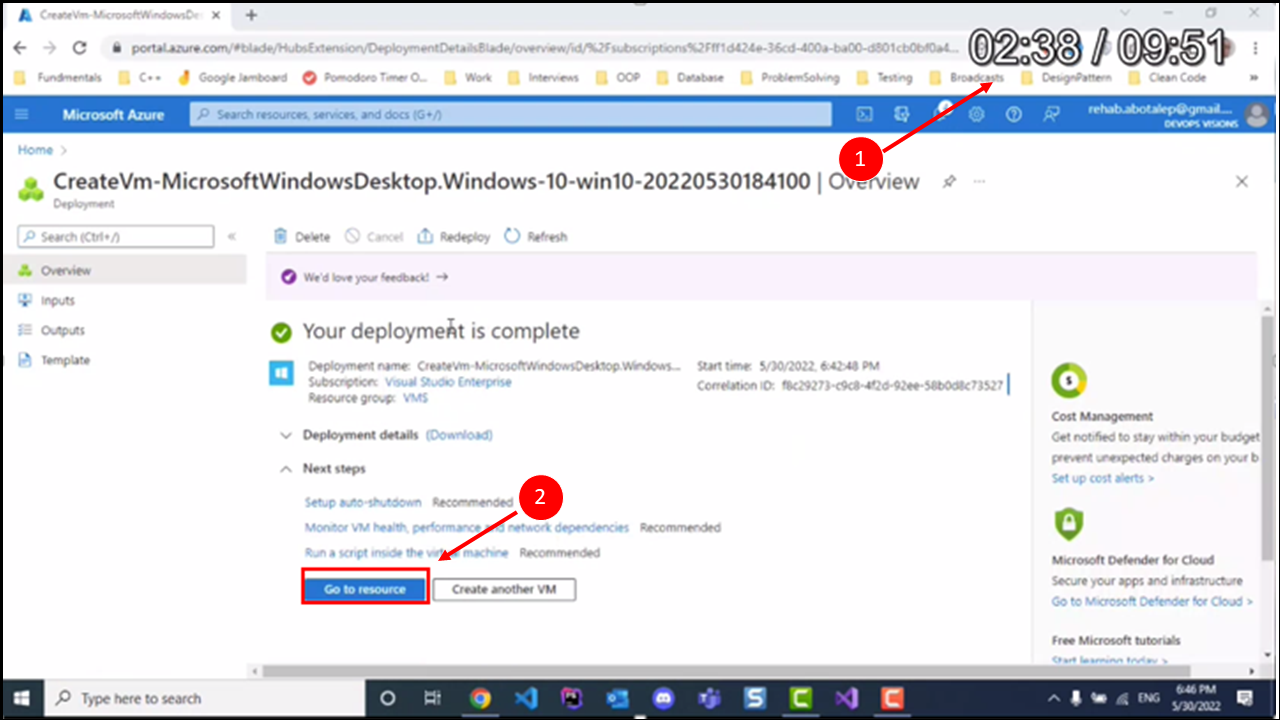 CreateVm-MicrosoftWindowsDe
02:38 / 09:51
portal.azure.com/#blade/HubsExtension/DeploymentDetailsBlade/overview/id/%2Fsubscriptions%2Fff1d424e-36cd-400a-ba00-d801cb0bf0a4...
Fundmentals C++ Google Jamboard Pomodoro Timer O... Work Interviews OOP Database ProblemSolving Testing Broadcasts DesignPattern Clean Code »
Microsoft Azure Search resources, services, and docs (G+/) rehab.abotalep@gmail....
DEVOPS VISIONS
1
Home >
CreateVm-MicrosoftWindowsDesktop.Windows-10-win10-20220530184100 | Overview
Deployment
Search (Ctrl+/) «
Delete Cancel Redeploy Refresh
Overview
Inputs
Outputs
Template
We'd love your feedback! →
Your deployment is complete
Deployment name: CreateVm-MicrosoftWindowsDesktop.Windows...
Subscription: Visual Studio Enterprise
Resource group: VMS
Start time: 5/30/2022, 6:42:48 PM
Correlation ID: f8c29273-c9c8-4f2d-92ee-58b0d8c73527
Deployment details (Download)
Next steps
2
Setup auto-shutdown Recommended
Monitor VM health, performance and network dependencies Recommended
Run a script inside the virtual machine Recommended
Go to resource Create another VM
Cost Management
Get notified to stay within your budget
prevent unexpected charges on your b
Set up cost alerts >
Microsoft Defender for Cloud
Secure your apps and infrastructure
Go to Microsoft Defender for Cloud >
Free Microsoft tutorials
Start learning today >
Type here to search
ENG
6:46 PM
5/30/2022